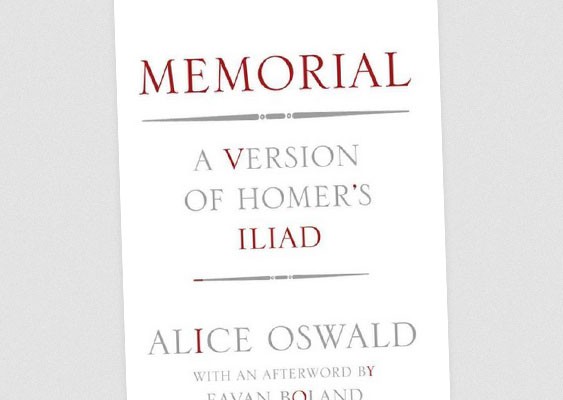 MEMORIAL
A VERSION
OF HOMER'S
ILIAD
ALICE OSWALD
WITH AN AFTERWORD BY
EAVAN BOLAND